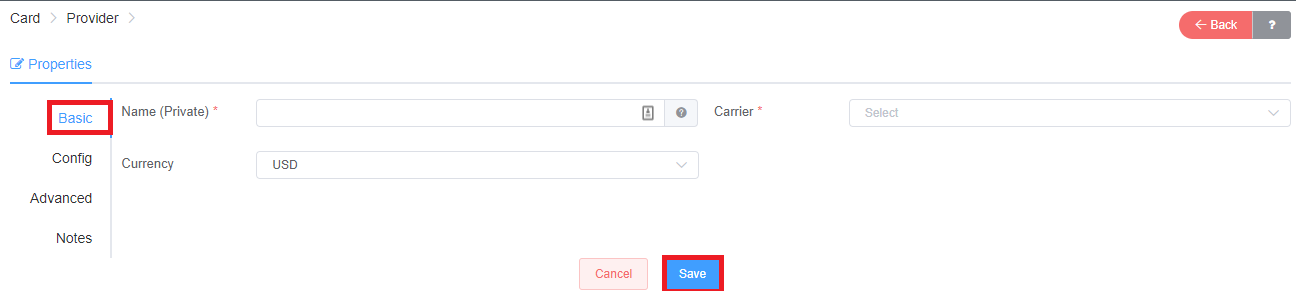 Card Provider
Back ?
Properties
Basic
Name (Private) *
?
Carrier *
Select
Config
Currency
USD
Advanced
Notes
Cancel
Save